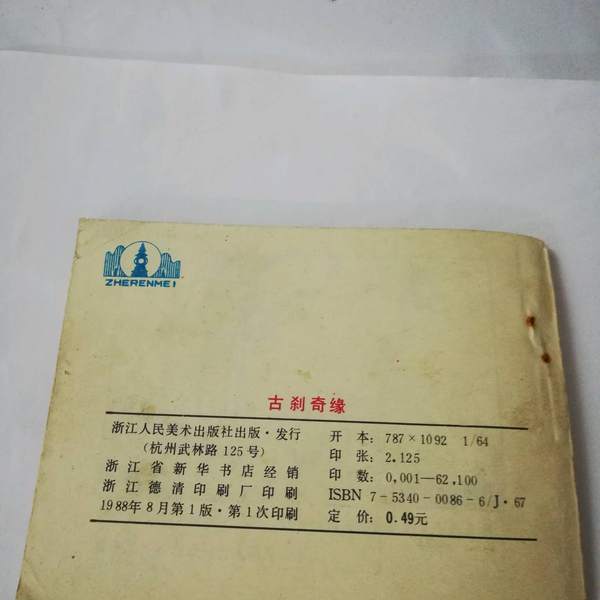 ZHERENMEI
古刹奇缘
浙江人民美术出版社出版·发行
(杭州武林路125号)
浙江省新华书店经销
浙江德清印刷厂印刷
1988年8月第1版·第1次印刷
开本: 787×1092 1/64
印张: 2.125
印数: 0,001—62,100
ISBN 7-5340-0086-6/J·67
定价: 0.49元